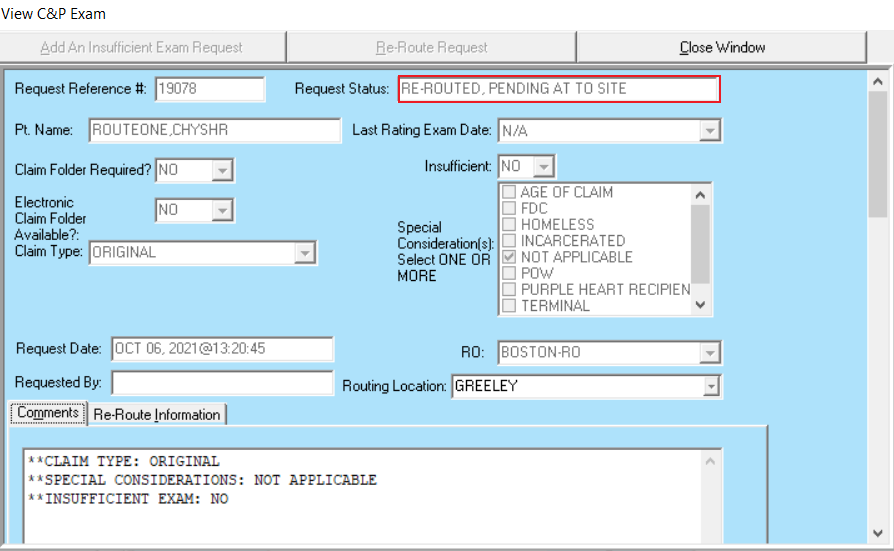 View C&P Exam
Add An Insufficient Exam Request
Re-Route Request
Close Window
Request Reference #: 19078
Request Status: RE-ROUTED, PENDING AT TO SITE
Pt. Name: ROUTEONE,CHYSHR
Last Rating Exam Date: N/A
Claim Folder Required? NO
Insufficient: NO
Electronic
Claim Folder
Available?: NO
Claim Type: ORIGINAL
Special
Consideration(s):
Select ONE OR
MORE
AGE OF CLAIM
FDC
HOMELESS
INCARCERATED
NOT APPLICABLE
POW
PURPLE HEART RECIPIEN
TERMINAL
Request Date: OCT 06, 2021@13:20:45
RO: BOSTON-RO
Requested By:
Routing Location: GREELEY
Comments
Re-Route Information
**CLAIM TYPE: ORIGINAL
**SPECIAL CONSIDERATIONS: NOT APPLICABLE
**INSUFFICIENT EXAM: NO